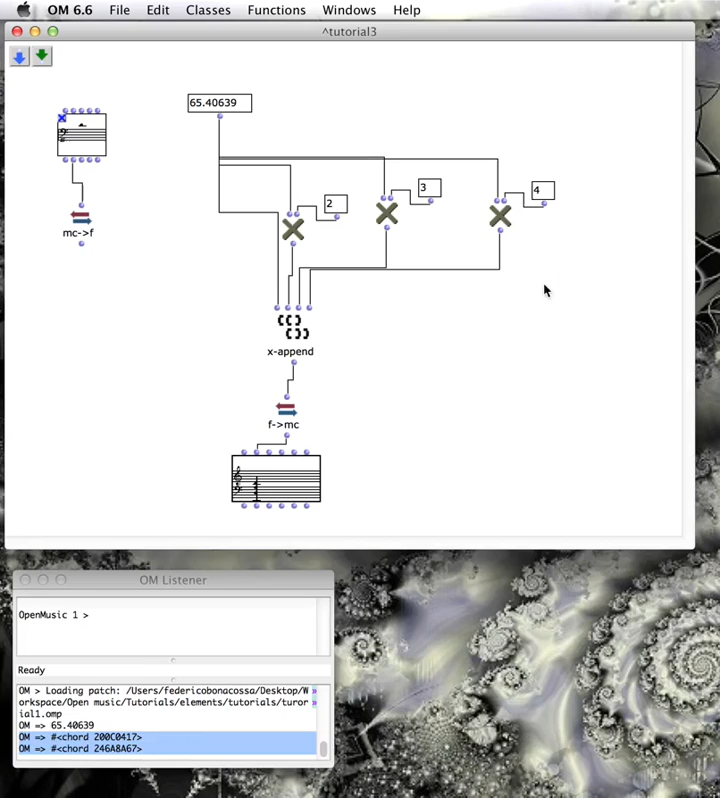 OM 6.6 File Edit Classes Functions Windows Help
^tutorial3
65.40639
2
3
4
mc->f
x-append
f->mc
OM Listener
OpenMusic 1 >
Ready
OM > Loading patch: /Users/federicobonacossa/Desktop/W
orkspace/Open music/Tutorials/elements/tutorials/turor
ial1.omp
OM => 65.40639
OM => #<chord 200C0417>
OM => #<chord 246A8A67>